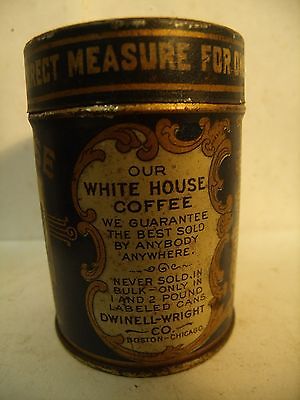 RECT MEASURE FOR
OUR
WHITE HOUSE
COFFEE
WE GUARANTEE
THE BEST SOLD
BY ANYBODY
ANYWHERE.
NEVER SOLD IN
BULK-ONLY IN
1 AND 2 POUND
LABELED CANS.
DWINELL-WRIGHT
CO.
BOSTON-CHICAGO.